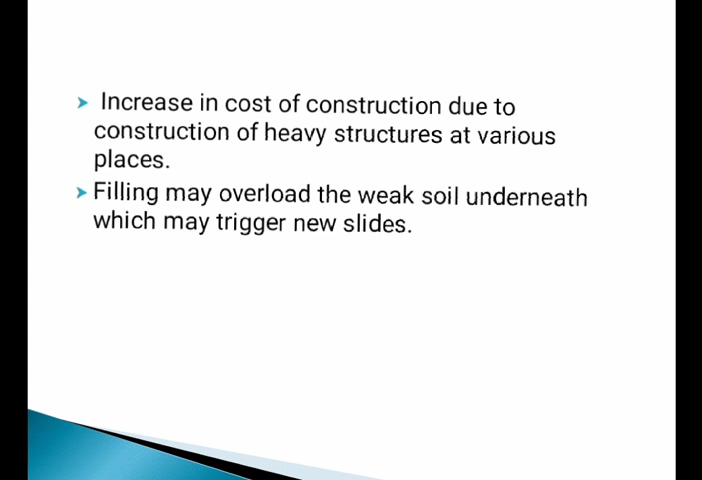 ➤ Increase in cost of construction due to
construction of heavy structures at various
places.
➤ Filling may overload the weak soil underneath
which may trigger new slides.